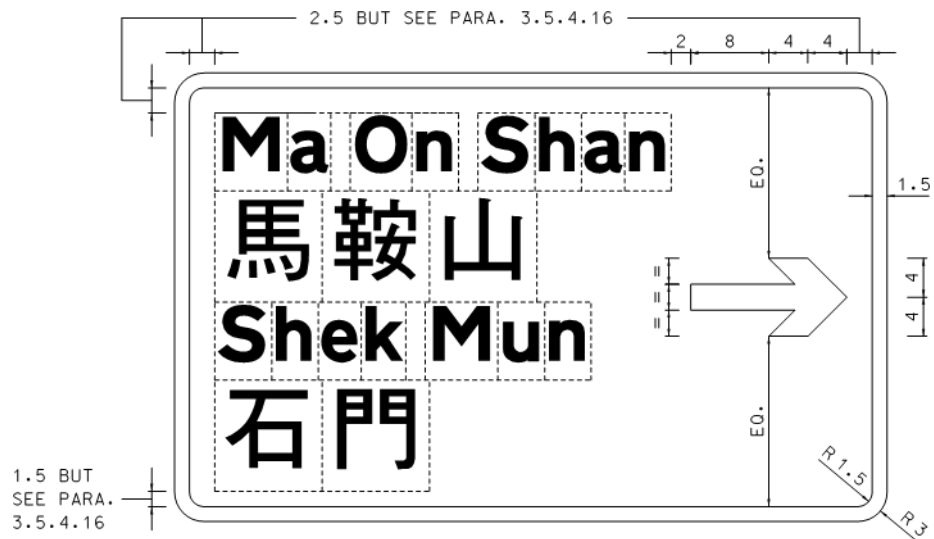 2.5 BUT SEE PARA. 3.5.4.16
2 8 4 4
Ma On Shan
EQ.
1.5
馬鞍山
= = =
4 4
Shek Mun
EQ.
石門
1.5 BUT
SEE PARA.
3.5.4.16
R 1.5
R 3